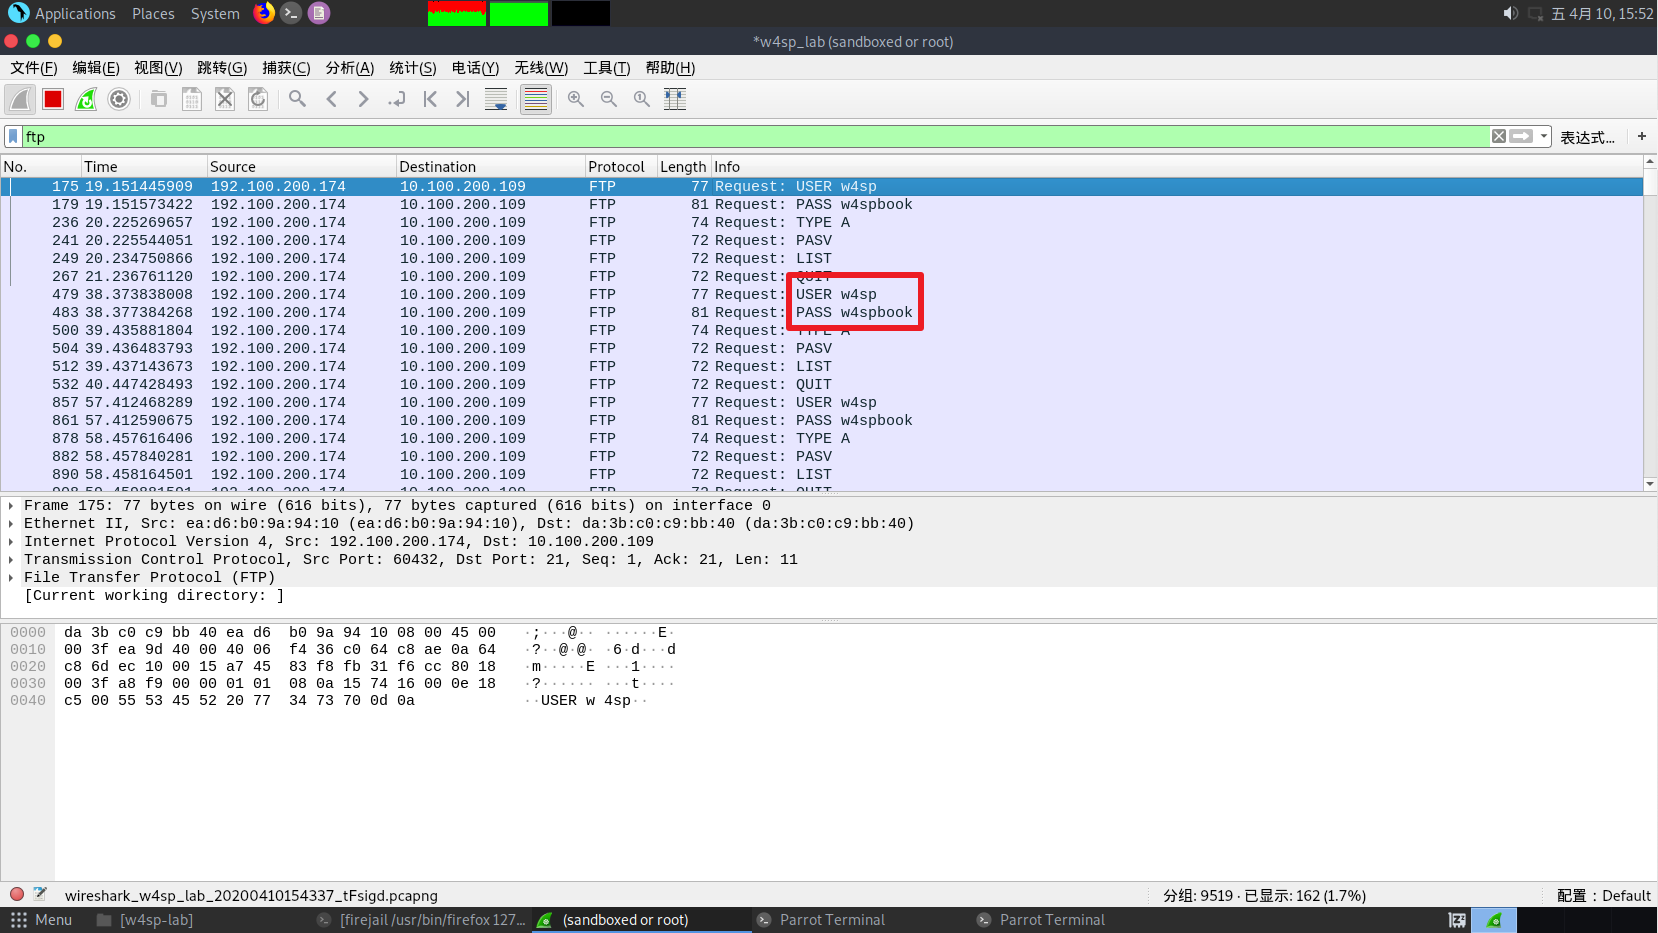 Applications Places System 五 4月 10, 15:52
*w4sp_lab (sandboxed or root)
文件(F) 编辑(E) 视图(V) 跳转(G) 捕获(C) 分析(A) 统计(S) 电话(Y) 无线(W) 工具(T) 帮助(H)
ftp 表达式… +
No. Time Source Destination Protocol Length Info
175 19.151445909 192.100.200.174 10.100.200.109 FTP 77 Request: USER w4sp
179 19.151573422 192.100.200.174 10.100.200.109 FTP 81 Request: PASS w4spbook
236 20.225269657 192.100.200.174 10.100.200.109 FTP 74 Request: TYPE A
241 20.225544051 192.100.200.174 10.100.200.109 FTP 72 Request: PASV
249 20.234750866 192.100.200.174 10.100.200.109 FTP 72 Request: LIST
267 21.236761120 192.100.200.174 10.100.200.109 FTP 72 Request: QUIT
479 38.373838008 192.100.200.174 10.100.200.109 FTP 77 Request: USER w4sp
483 38.377384268 192.100.200.174 10.100.200.109 FTP 81 Request: PASS w4spbook
500 39.435881804 192.100.200.174 10.100.200.109 FTP 74 Request: TYPE A
504 39.436483793 192.100.200.174 10.100.200.109 FTP 72 Request: PASV
512 39.437143673 192.100.200.174 10.100.200.109 FTP 72 Request: LIST
532 40.447428493 192.100.200.174 10.100.200.109 FTP 72 Request: QUIT
857 57.412468289 192.100.200.174 10.100.200.109 FTP 77 Request: USER w4sp
861 57.412590675 192.100.200.174 10.100.200.109 FTP 81 Request: PASS w4spbook
878 58.457616406 192.100.200.174 10.100.200.109 FTP 74 Request: TYPE A
882 58.457840281 192.100.200.174 10.100.200.109 FTP 72 Request: PASV
890 58.458164501 192.100.200.174 10.100.200.109 FTP 72 Request: LIST
192.100.200.174 10.100.200.109 FTP 72 Request: QUIT
Frame 175: 77 bytes on wire (616 bits), 77 bytes captured (616 bits) on interface 0
Ethernet II, Src: ea:d6:b0:9a:94:10 (ea:d6:b0:9a:94:10), Dst: da:3b:c0:c9:bb:40 (da:3b:c0:c9:bb:40)
Internet Protocol Version 4, Src: 192.100.200.174, Dst: 10.100.200.109
Transmission Control Protocol, Src Port: 60432, Dst Port: 21, Seq: 1, Ack: 21, Len: 11
File Transfer Protocol (FTP)
[Current working directory: ]
0000 da 3b c0 c9 bb 40 ea d6 b0 9a 94 10 08 00 45 00 ·;···@·· ······E·
0010 00 3f ea 9d 40 00 40 06 f4 36 c0 64 c8 ae 0a 64 ·?··@·@· ·6·d···d
0020 c8 6d ec 10 00 15 a7 45 83 f8 fb 31 f6 cc 80 18 ·m·····E ···1····
0030 00 3f a8 f9 00 00 01 01 08 0a 15 74 16 00 0e 18 ·?······ ···t····
0040 c5 00 55 53 45 52 20 77 34 73 70 0d 0a ··USER w 4sp··
wireshark_w4sp_lab_20200410154337_tFsigd.pcapng 分组: 9519 · 已显示: 162 (1.7%) 配置：Default
Menu [w4sp-lab] [firejail /usr/bin/firefox 127... (sandboxed or root) Parrot Terminal Parrot Terminal